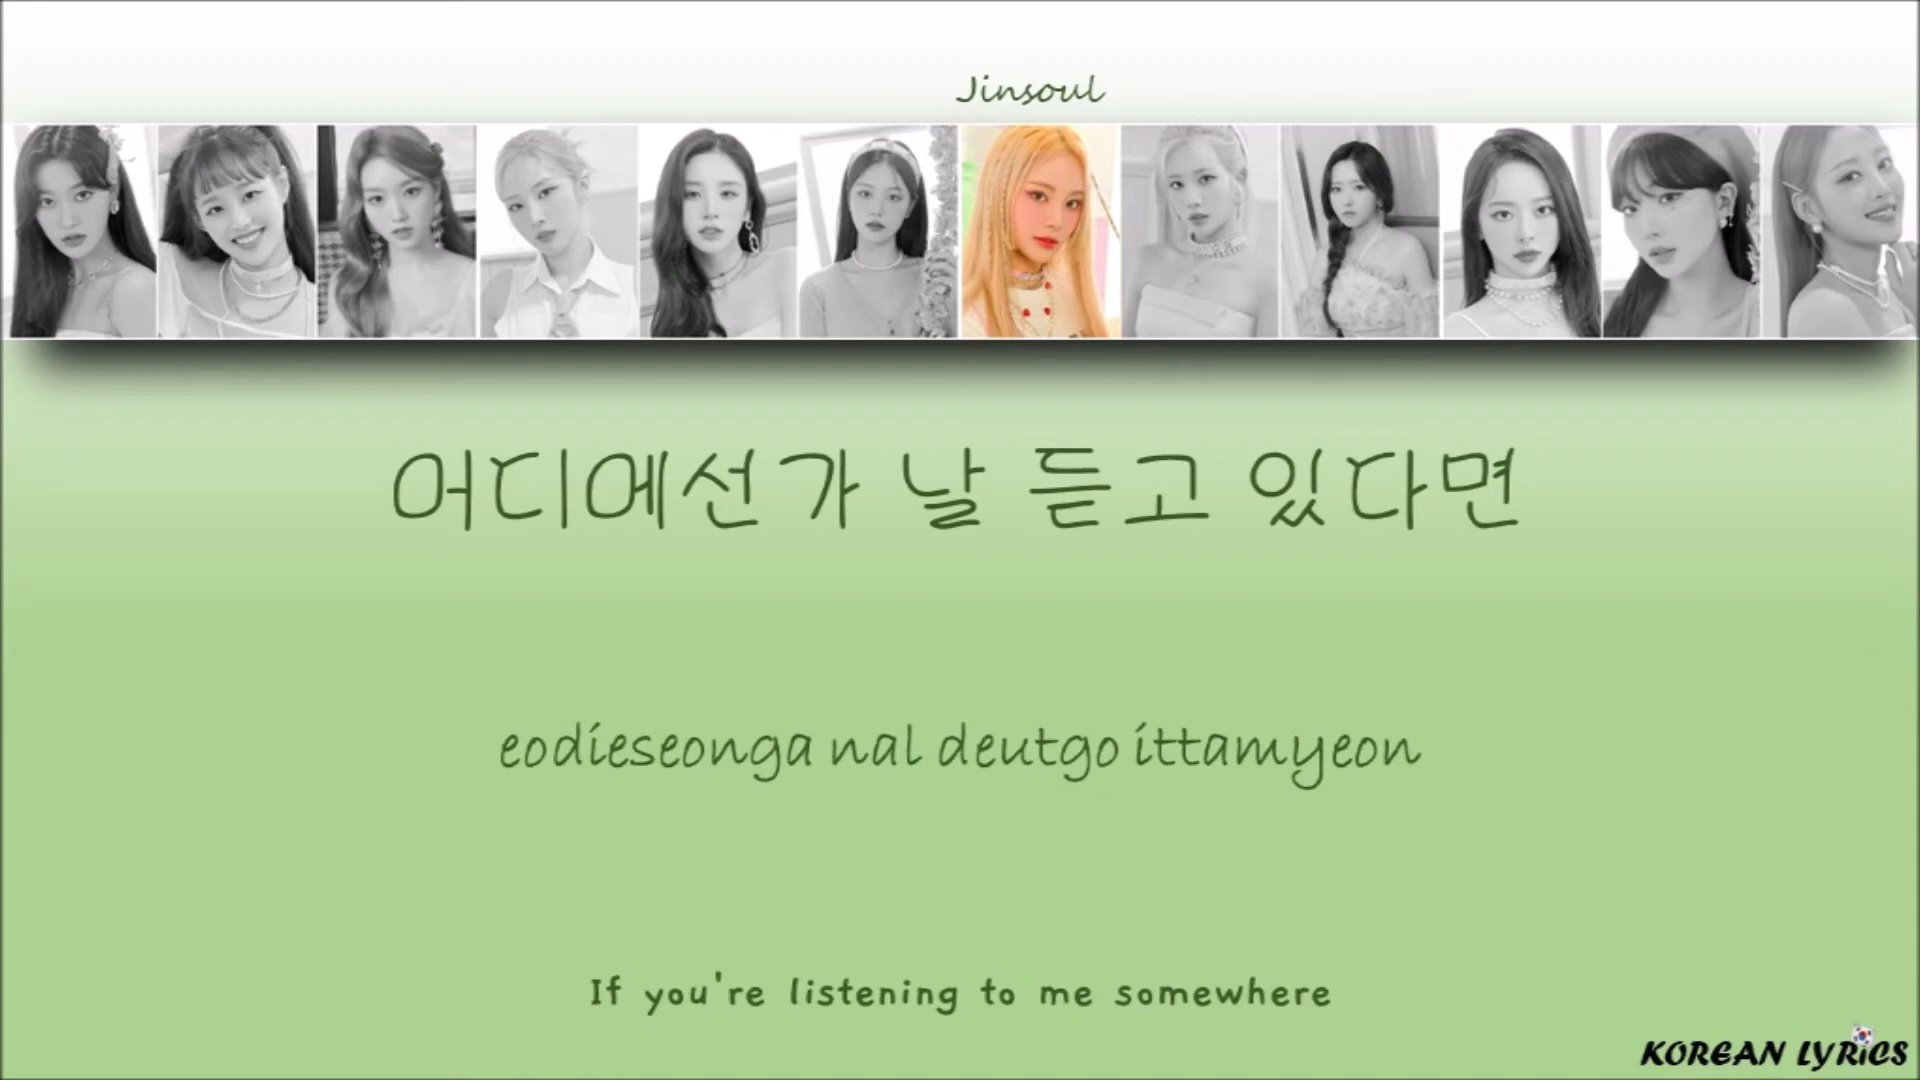 Jinsoul
어디에선가 날 듣고 있다면
eodieseonga nal deutgo ittamyeon
If you're listening to me somewhere
KOREAN LYRICS